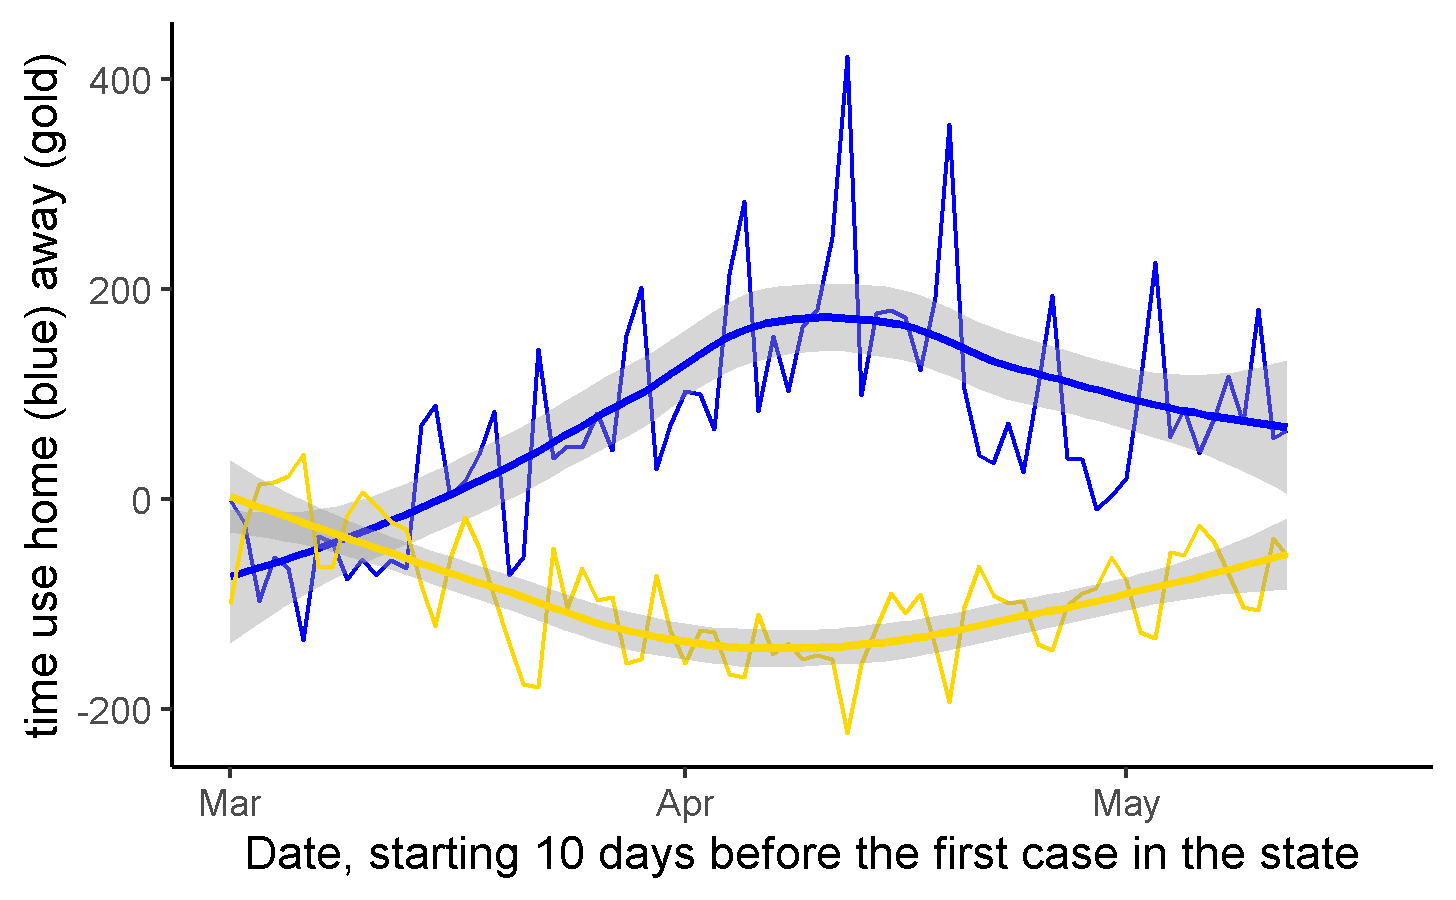 time use home (blue) away (gold)
400
200
0
-200
Mar Apr May
Date, starting 10 days before the first case in the state